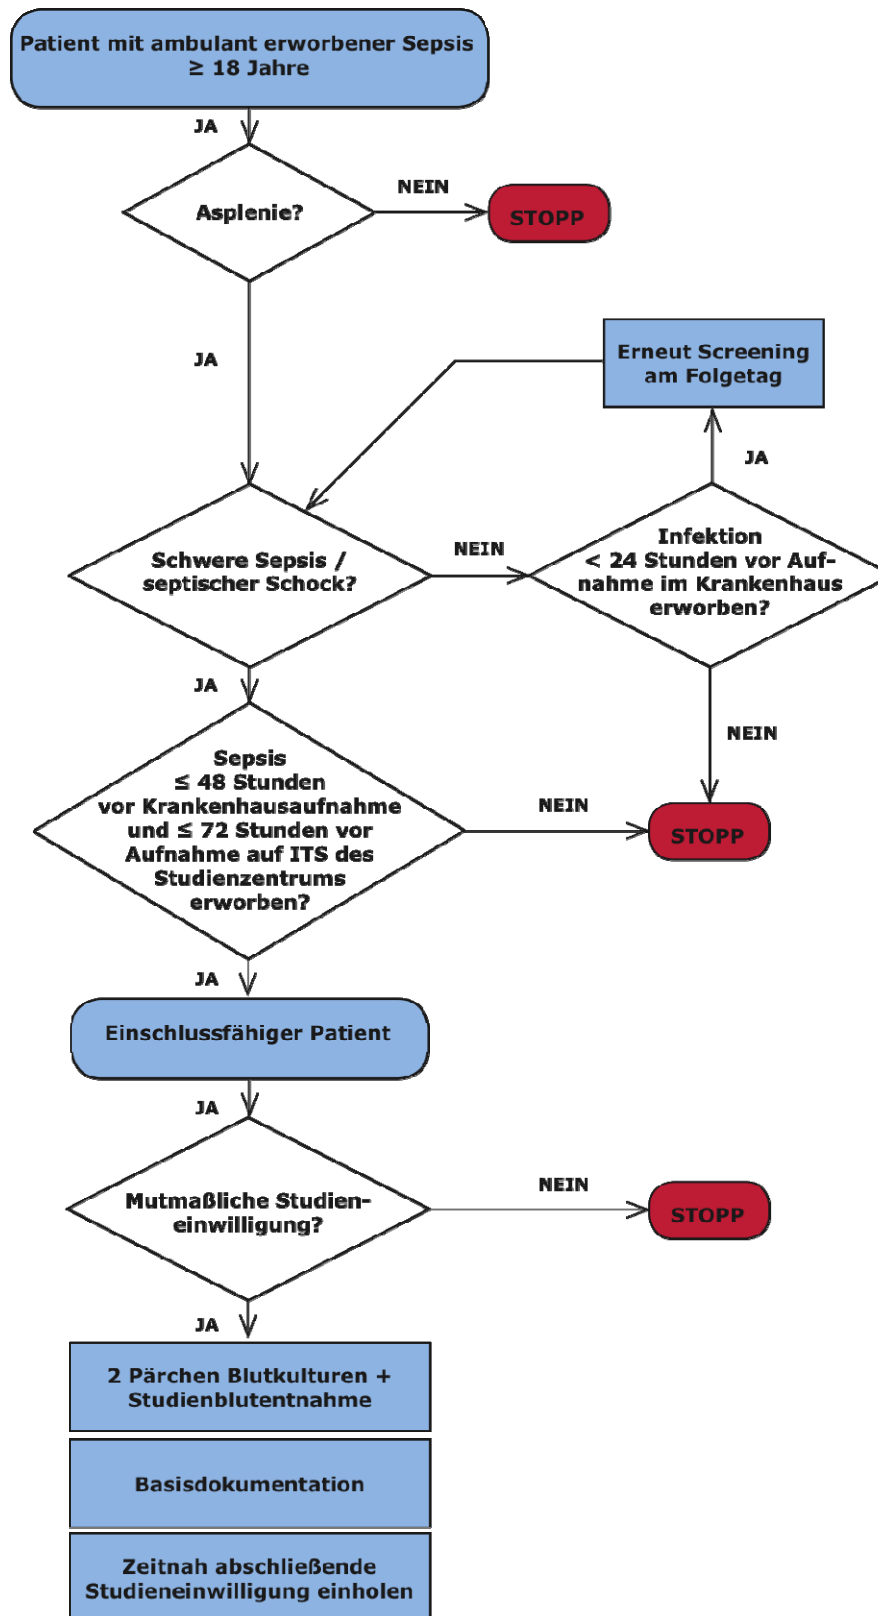 Patient mit ambulant erworbener Sepsis
≥ 18 Jahre
JA
Asplenie?
NEIN
STOPP
JA
Erneut Screening
am Folgetag
JA
Schwere Sepsis /
septischer Schock?
NEIN
Infektion
< 24 Stunden vor Auf-
nahme im Krankenhaus
erworben?
JA
NEIN
Sepsis
≤ 48 Stunden
vor Krankenhausaufnahme
und ≤ 72 Stunden vor
Aufnahme auf ITS des
Studienzentrums
erworben?
NEIN
STOPP
JA
Einschlussfähiger Patient
JA
Mutmaßliche Studien-
einwilligung?
NEIN
STOPP
JA
2 Pärchen Blutkulturen +
Studienblutentnahme
Basisdokumentation
Zeitnah abschließende
Studieneinwilligung einholen